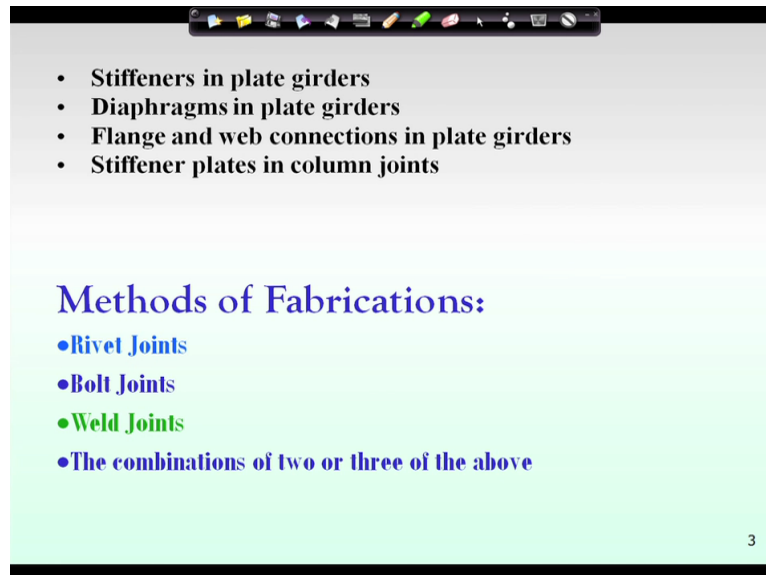 • Stiffeners in plate girders
• Diaphragms in plate girders
• Flange and web connections in plate girders
• Stiffener plates in column joints
Methods of Fabrications:
•Rivet Joints
•Bolt Joints
•Weld Joints
•The combinations of two or three of the above
3